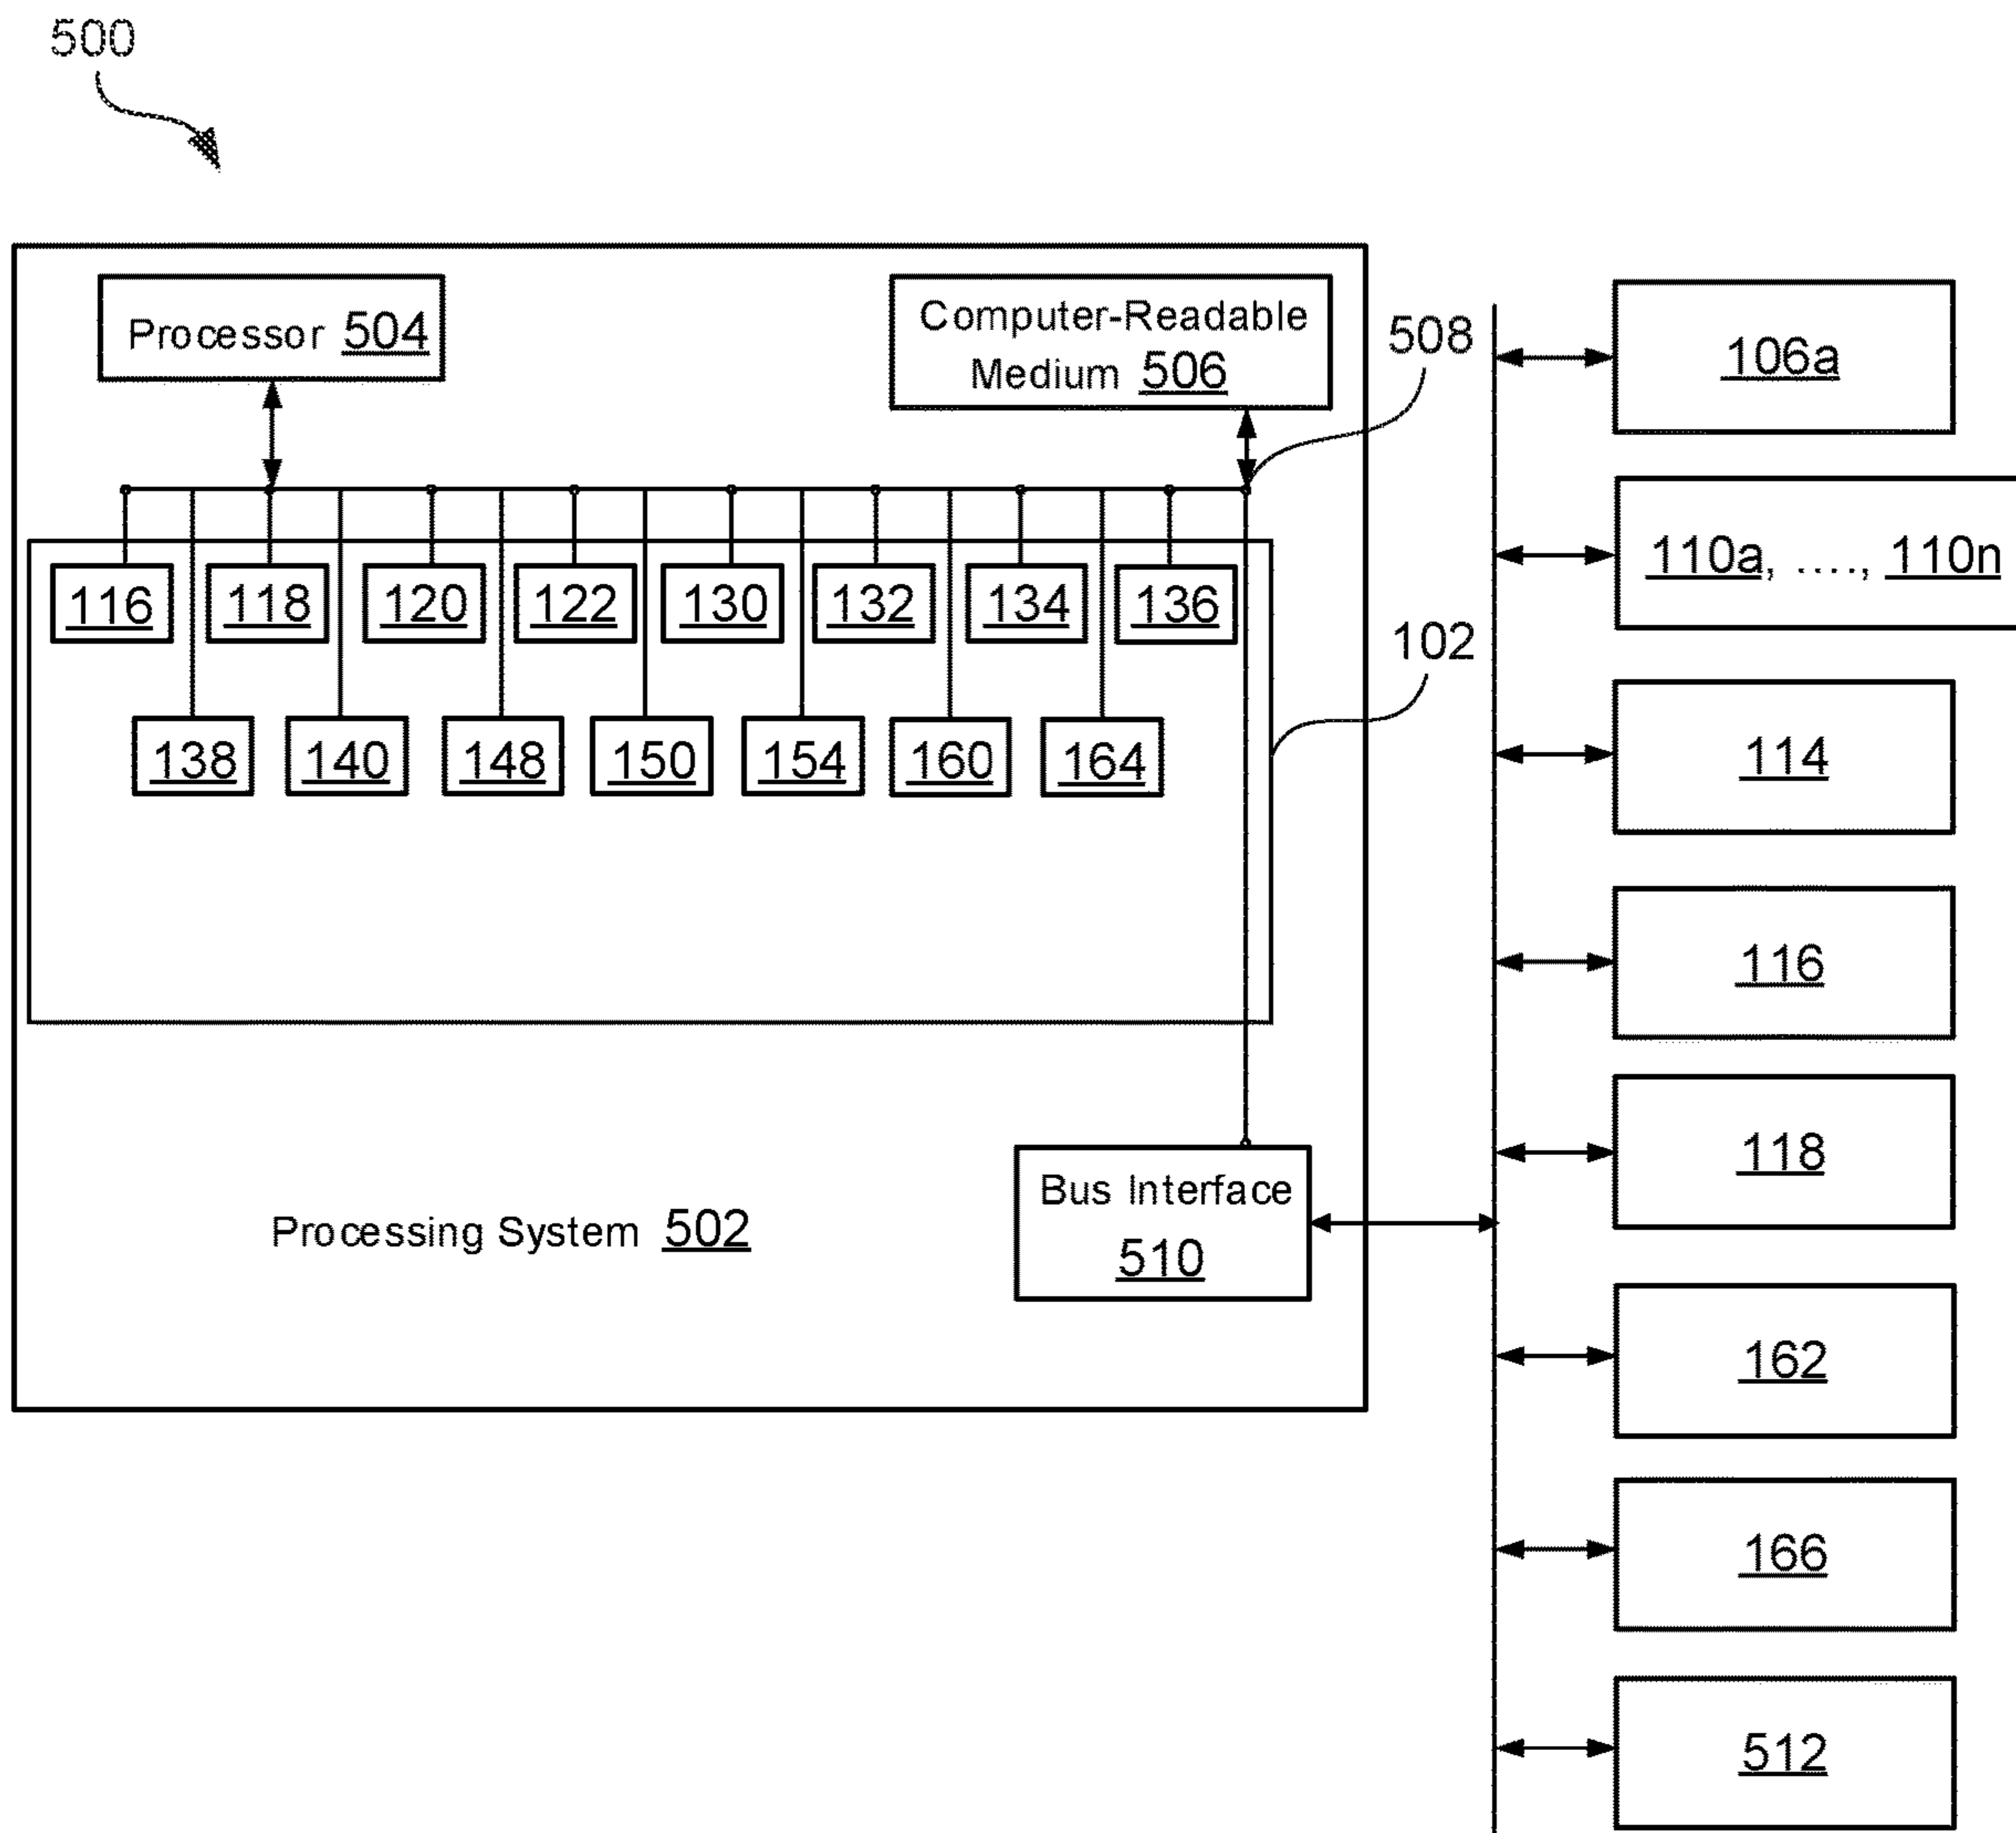 500
Processor 504
Computer-Readable
Medium 506
508
116 118 120 122 130 132 134 136
102
138 140 148 150 154 160 164
Processing System 502
Bus Interface
510
106a
110a, ...., 110n
114
116
118
162
166
512